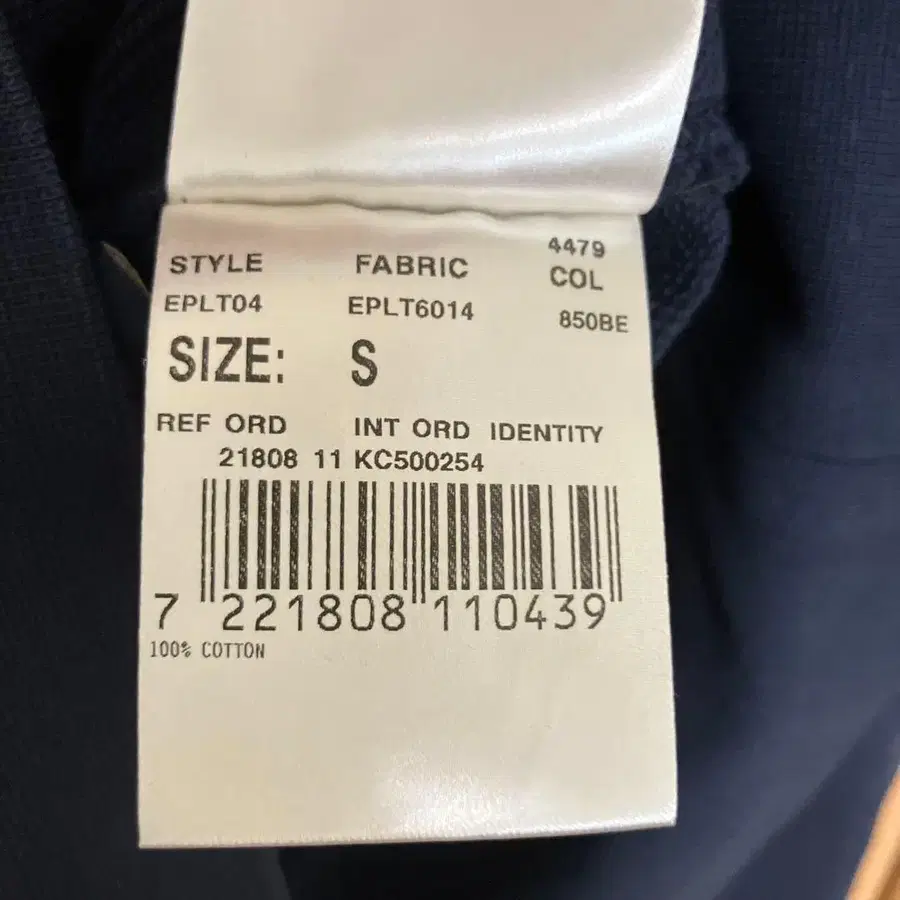 4479
STYLE FABRIC COL
EPLT04 EPLT6014 850BE
SIZE: S
REF ORD INT ORD IDENTITY
21808 11 KC500254
7 221808 110439
100% COTTON